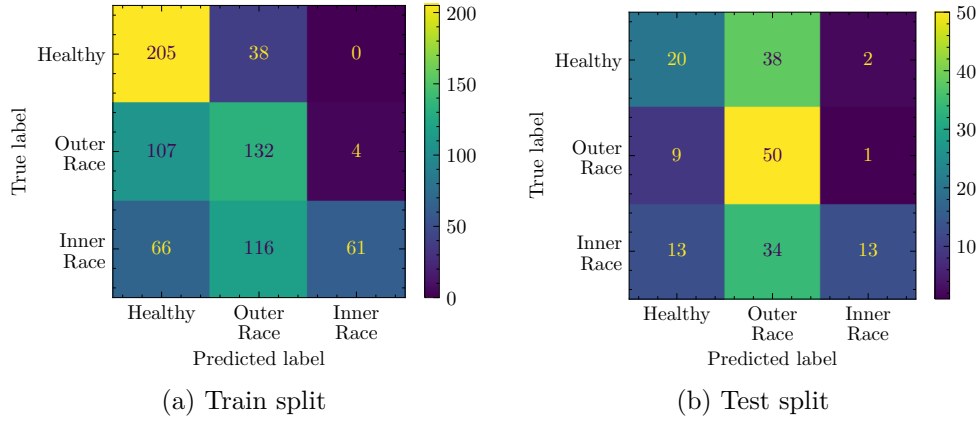 Healthy
Outer
Race
Inner
Race
True label
205 38 0
107 132 4
66 116 61
Healthy Outer
Race Inner
Race
Predicted label
200
150
100
50
0
(a) Train split
Healthy
Outer
Race
Inner
Race
True label
20 38 2
9 50 1
13 34 13
Healthy Outer
Race Inner
Race
Predicted label
50
40
30
20
10
(b) Test split